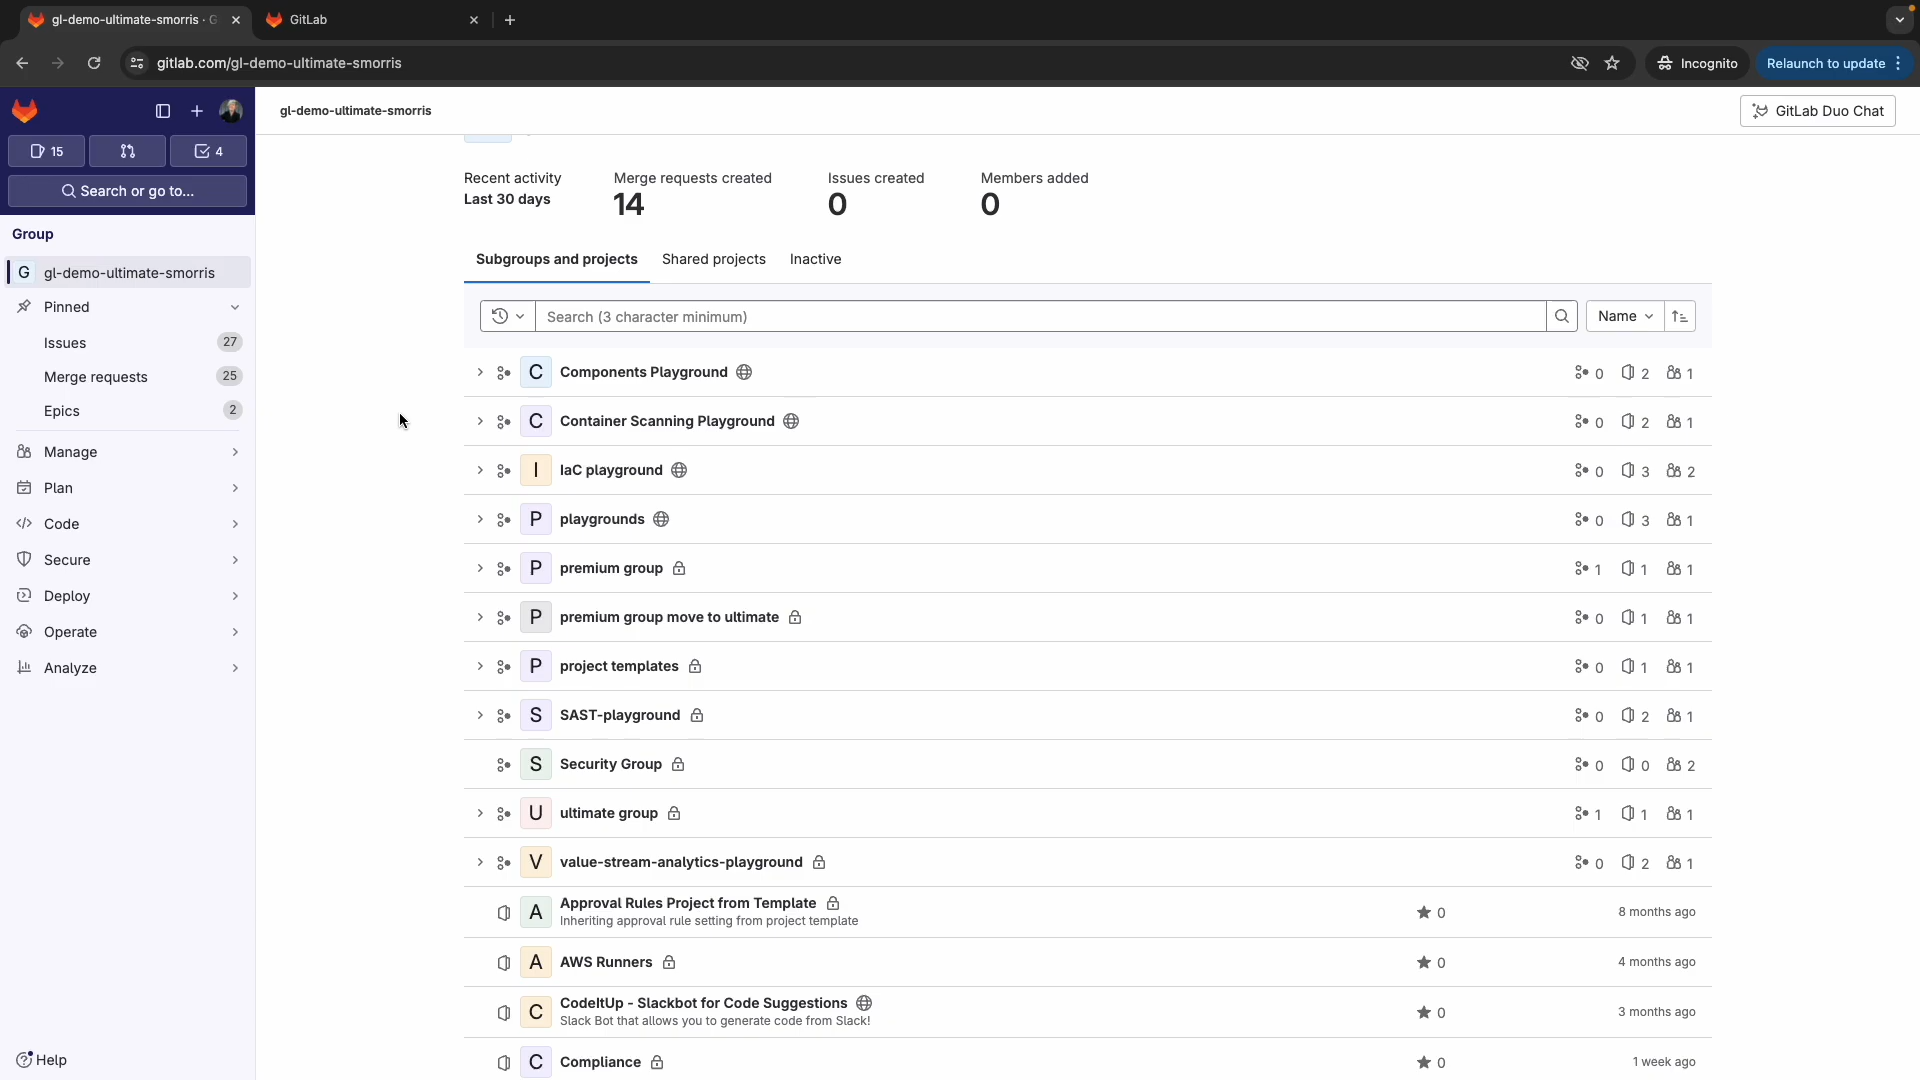 gl-demo-ultimate-smorris · G
GitLab
gitlab.com/gl-demo-ultimate-smorris
Incognito
Relaunch to update
gl-demo-ultimate-smorris
GitLab Duo Chat
15
4
Search or go to...
Group
G gl-demo-ultimate-smorris
Pinned
Issues 27
Merge requests 25
Epics 2
Manage
Plan
Code
Secure
Deploy
Operate
Analyze
Help
Recent activity
Last 30 days
Merge requests created
14
Issues created
0
Members added
0
Subgroups and projects
Shared projects
Inactive
Search (3 character minimum)
Name
C Components Playground 0 2 1
C Container Scanning Playground 0 2 1
I IaC playground 0 3 2
P playgrounds 0 3 1
P premium group 1 1 1
P premium group move to ultimate 0 1 1
P project templates 0 1 1
S SAST-playground 0 2 1
S Security Group 0 0 2
U ultimate group 1 1 1
V value-stream-analytics-playground 0 2 1
A Approval Rules Project from Template 0 8 months ago
Inheriting approval rule setting from project template
A AWS Runners 0 4 months ago
C CodeItUp - Slackbot for Code Suggestions 0 3 months ago
Slack Bot that allows you to generate code from Slack!
C Compliance 0 1 week ago